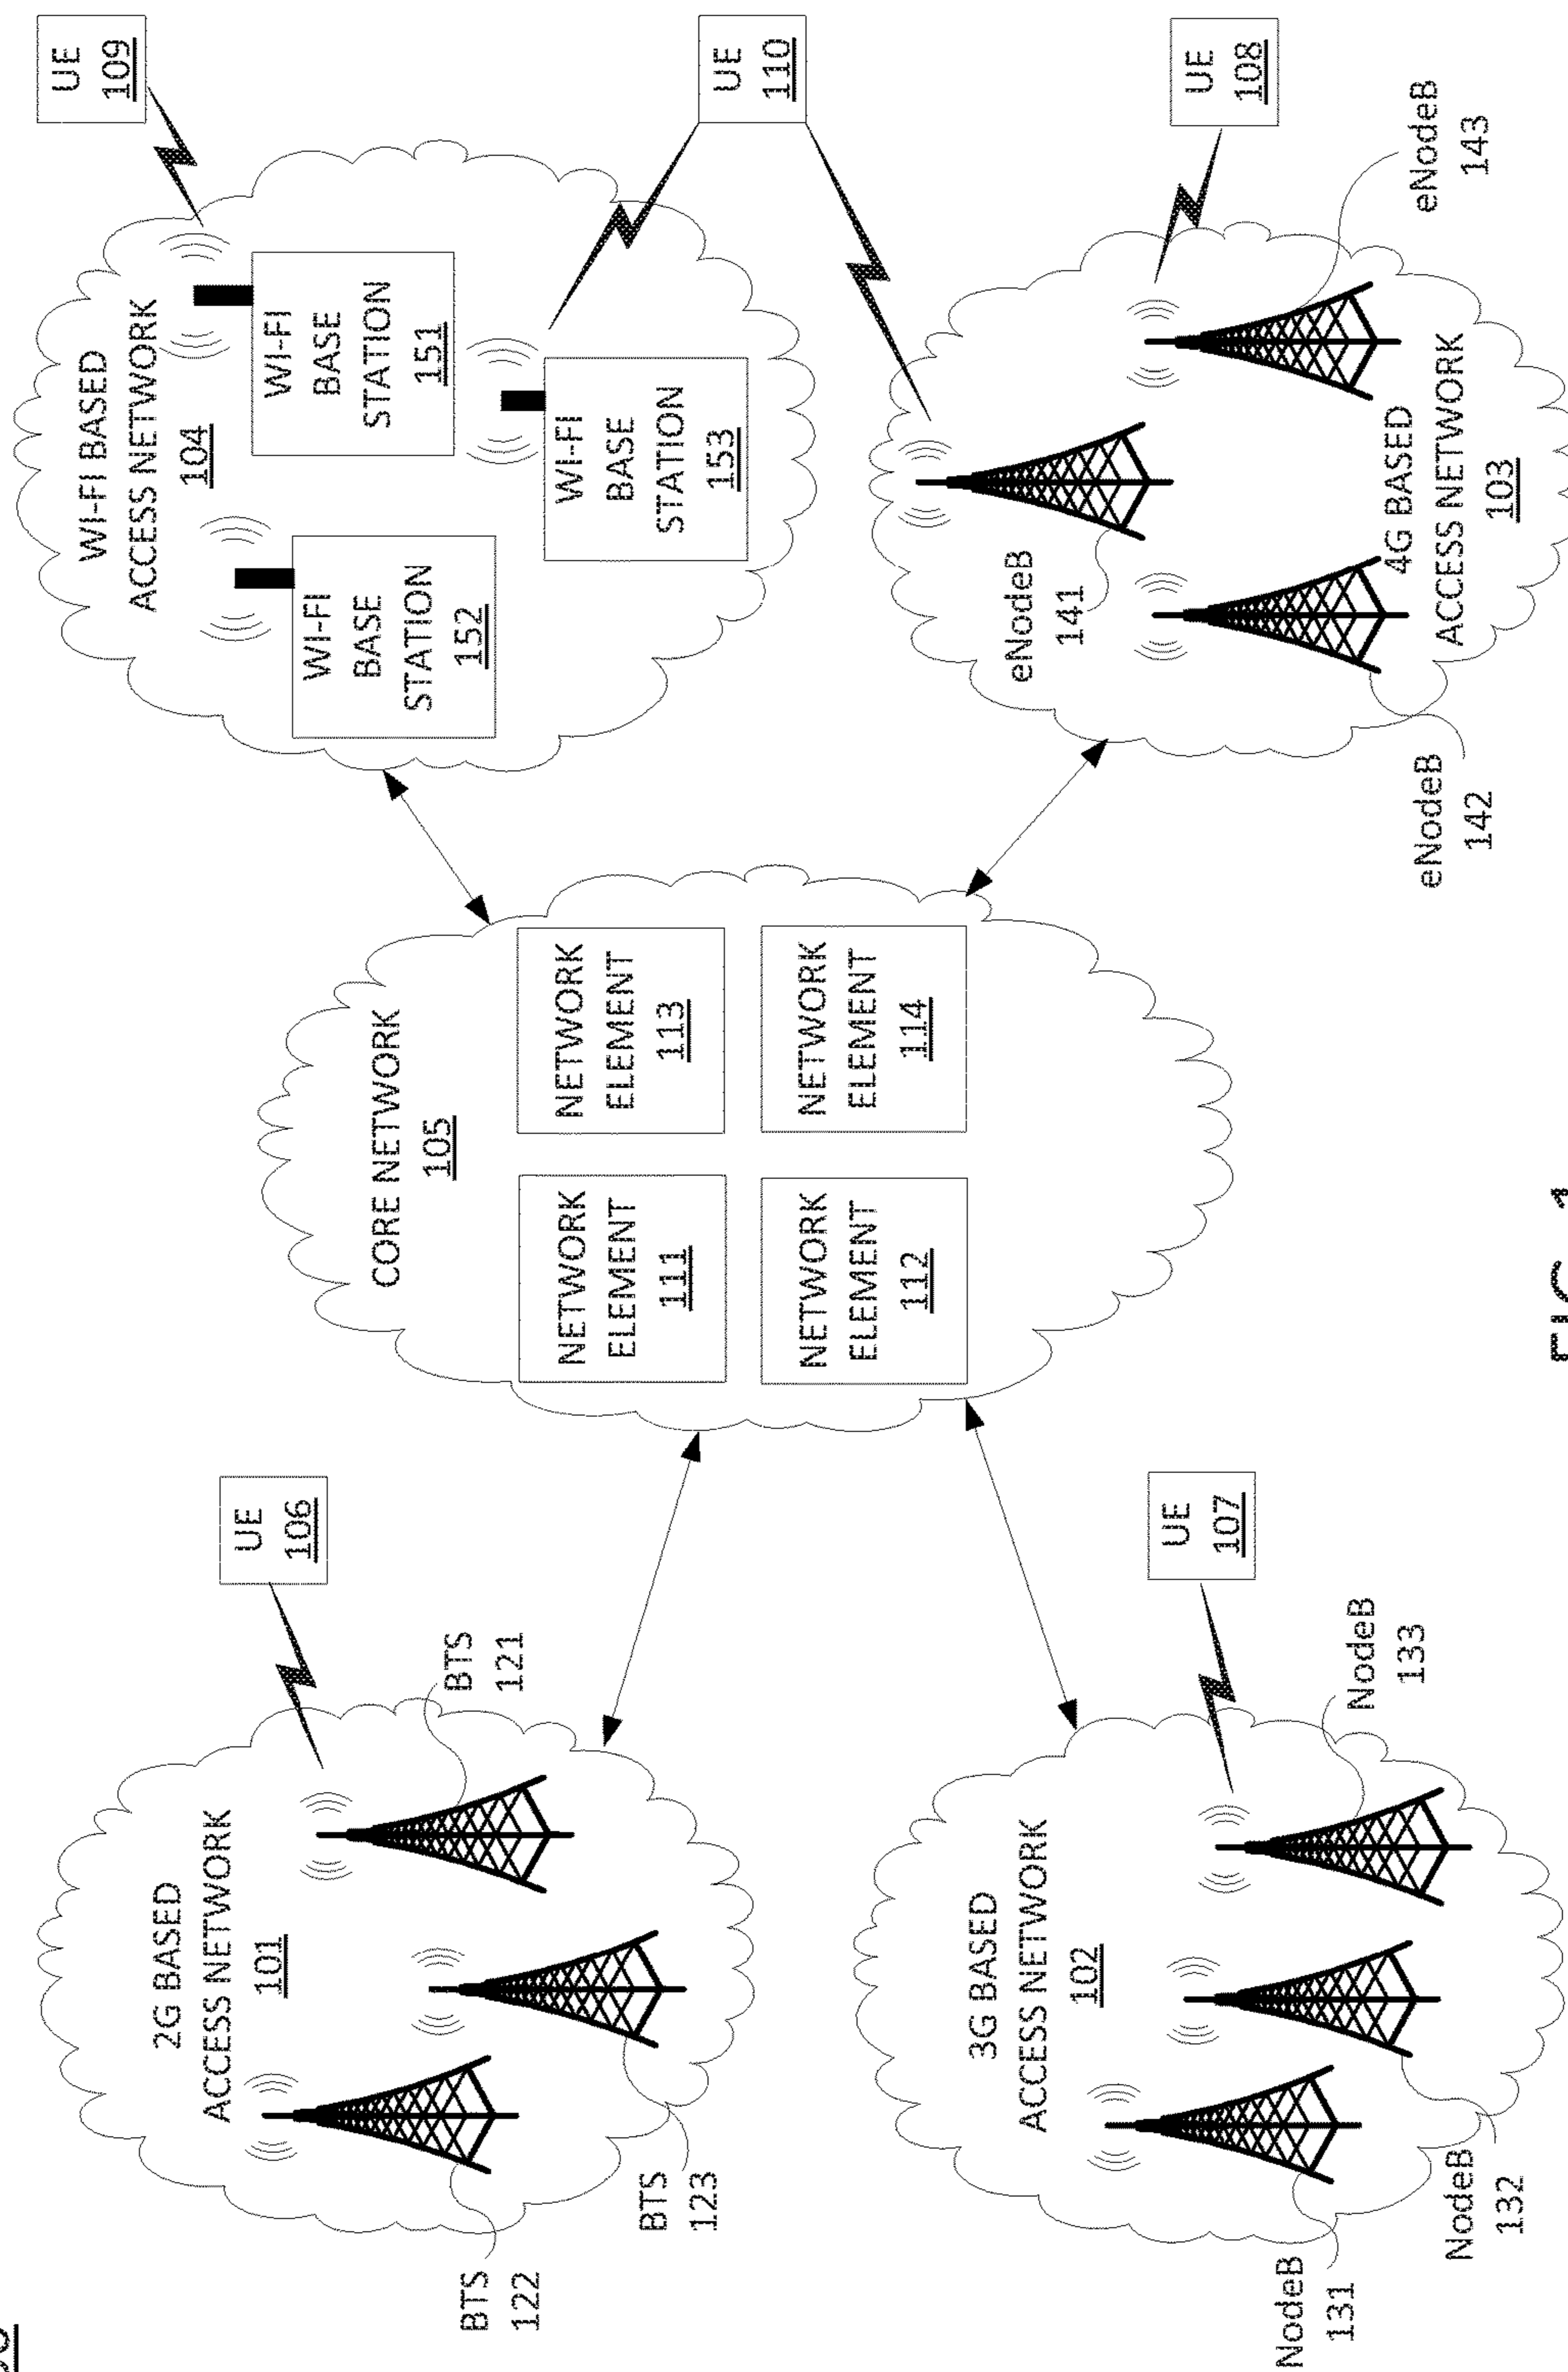 2G BASED
ACCESS NETWORK
101
BTS
122
BTS
123
BTS
121
UE
106
3G BASED
ACCESS NETWORK
102
NodeB
131
NodeB
132
NodeB
133
UE
107
CORE NETWORK
105
NETWORK
ELEMENT
111
NETWORK
ELEMENT
113
NETWORK
ELEMENT
112
NETWORK
ELEMENT
114
WI-FI BASED
ACCESS NETWORK
104
WI-FI
BASE
STATION
152
WI-FI
BASE
STATION
151
WI-FI
BASE
STATION
153
UE
109
UE
110
eNodeB
141
eNodeB
142
eNodeB
143
4G BASED
ACCESS NETWORK
103
UE
108